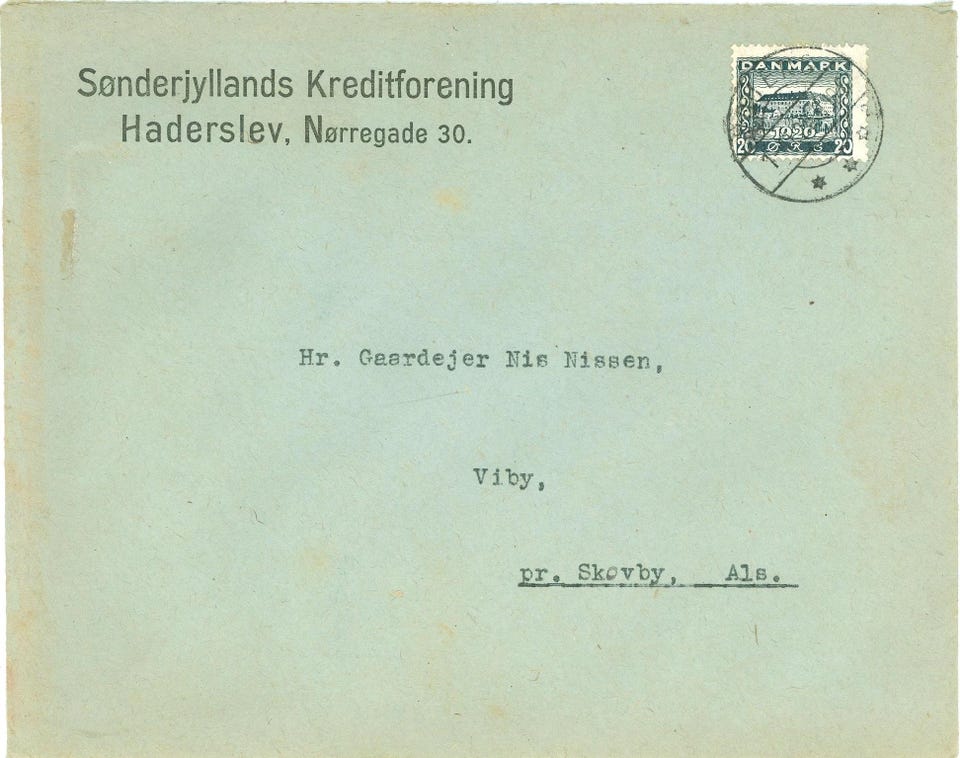 Sønderjyllands Kreditforening
Haderslev, Nørregade 30.
DANMARK
1920
20 ØRE 20
Hr. Gaardejer Nis Nissen,
Viby,
pr. Skovby, Als.